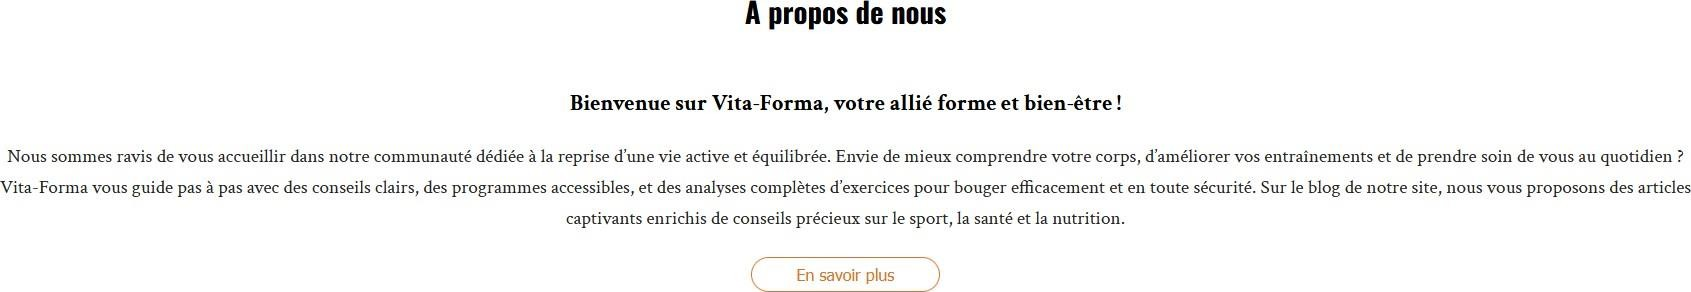 A propos de nous
Bienvenue sur Vita-Forma, votre allié forme et bien-être !
Nous sommes ravis de vous accueillir dans notre communauté dédiée à la reprise d’une vie active et équilibrée. Envie de mieux comprendre votre corps, d’améliorer vos entraînements et de prendre soin de vous au quotidien ?
Vita-Forma vous guide pas à pas avec des conseils clairs, des programmes accessibles, et des analyses complètes d’exercices pour bouger efficacement et en toute sécurité. Sur le blog de notre site, nous vous proposons des articles
captivants enrichis de conseils précieux sur le sport, la santé et la nutrition.
En savoir plus